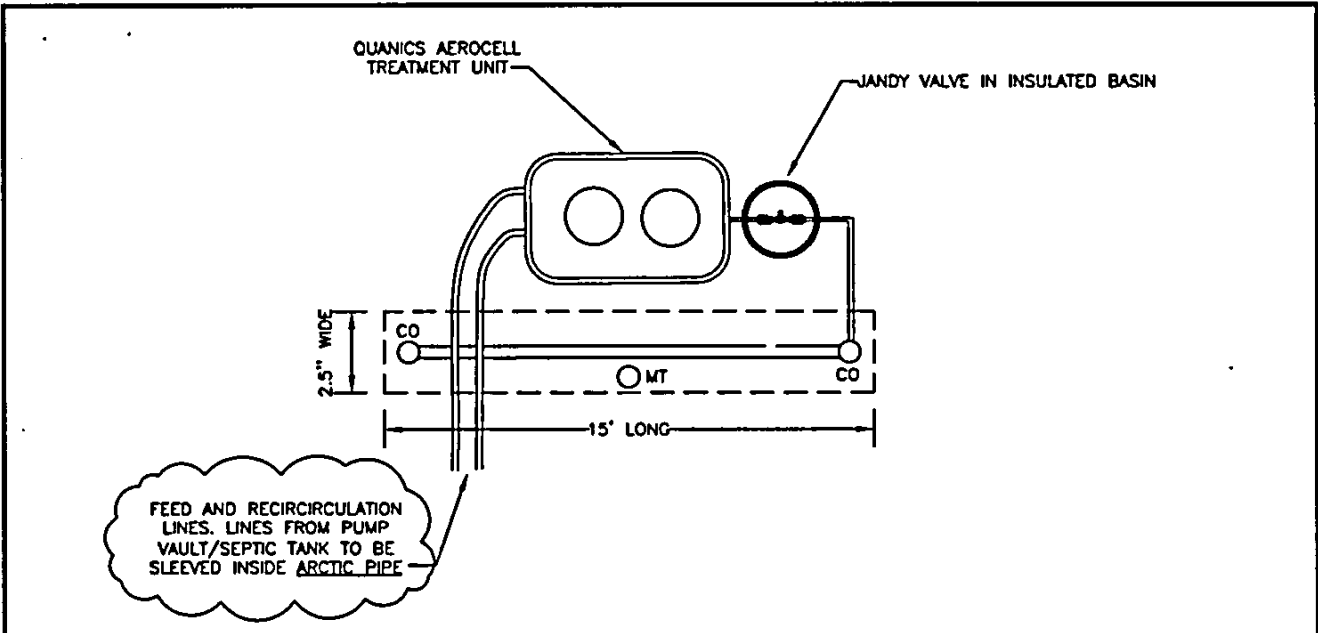 QUANICS AEROCELL
TREATMENT UNIT
JANDY VALVE IN INSULATED BASIN
2.5" WIDE
CO
MT
CO
15' LONG
FEED AND RECIRCIRCULATION
LINES. LINES FROM PUMP
VAULT/SEPTIC TANK TO BE
SLEEVED INSIDE ARCTIC PIPE